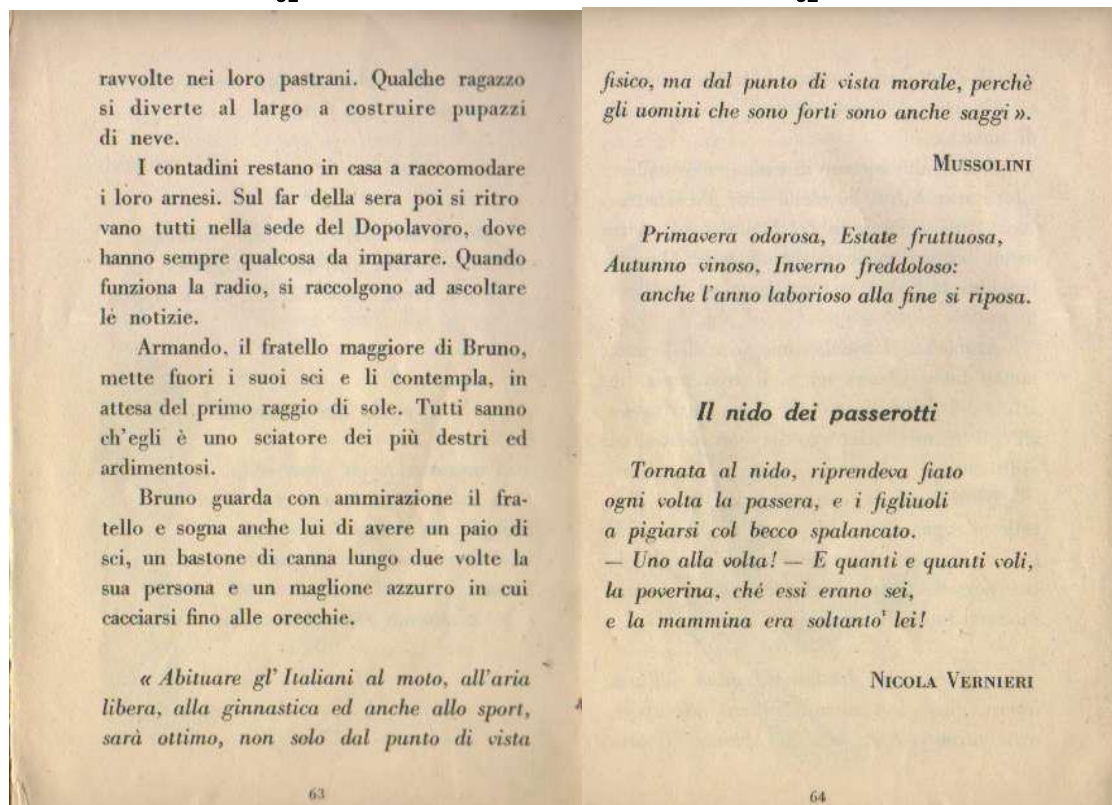 ravvolte nei loro pastrani. Qualche ragazzo
si diverte al largo a costruire pupazzi
di neve.
I contadini restano in casa a raccomodare
i loro arnesi. Sul far della sera poi si ritro
vano tutti nella sede del Dopolavoro, dove
hanno sempre qualcosa da imparare. Quando
funziona la radio, si raccolgono ad ascoltare
le notizie.
Armando, il fratello maggiore di Bruno,
mette fuori i suoi sci e li contempla, in
attesa del primo raggio di sole. Tutti sanno
ch'egli è uno sciatore dei più destri ed
ardimentosi.
Bruno guarda con ammirazione il fra-
tello e sogna anche lui di avere un paio di
sci, un bastone di canna lungo due volte la
sua persona e un maglione azzurro in cui
cacciarsi fino alle orecchie.
« Abituare gl' Italiani al moto, all'aria
libera, alla ginnastica ed anche allo sport,
sarà ottimo, non solo dal punto di vista
63
fisico, ma dal punto di vista morale, perchè
gli uomini che sono forti sono anche saggi ».
MUSSOLINI
Primavera odorosa, Estate fruttuosa,
Autunno vinoso, Inverno freddoloso:
anche l'anno laborioso alla fine si riposa.
Il nido dei passerotti
Tornata al nido, riprendeva fiato
ogni volta la passera, e i figliuoli
a pigiarsi col becco spalancato.
— Uno alla volta! — E quanti e quanti voli,
la poverina, ché essi erano sei,
e la mammina era soltanto lei!
NICOLA VERNIERI
64